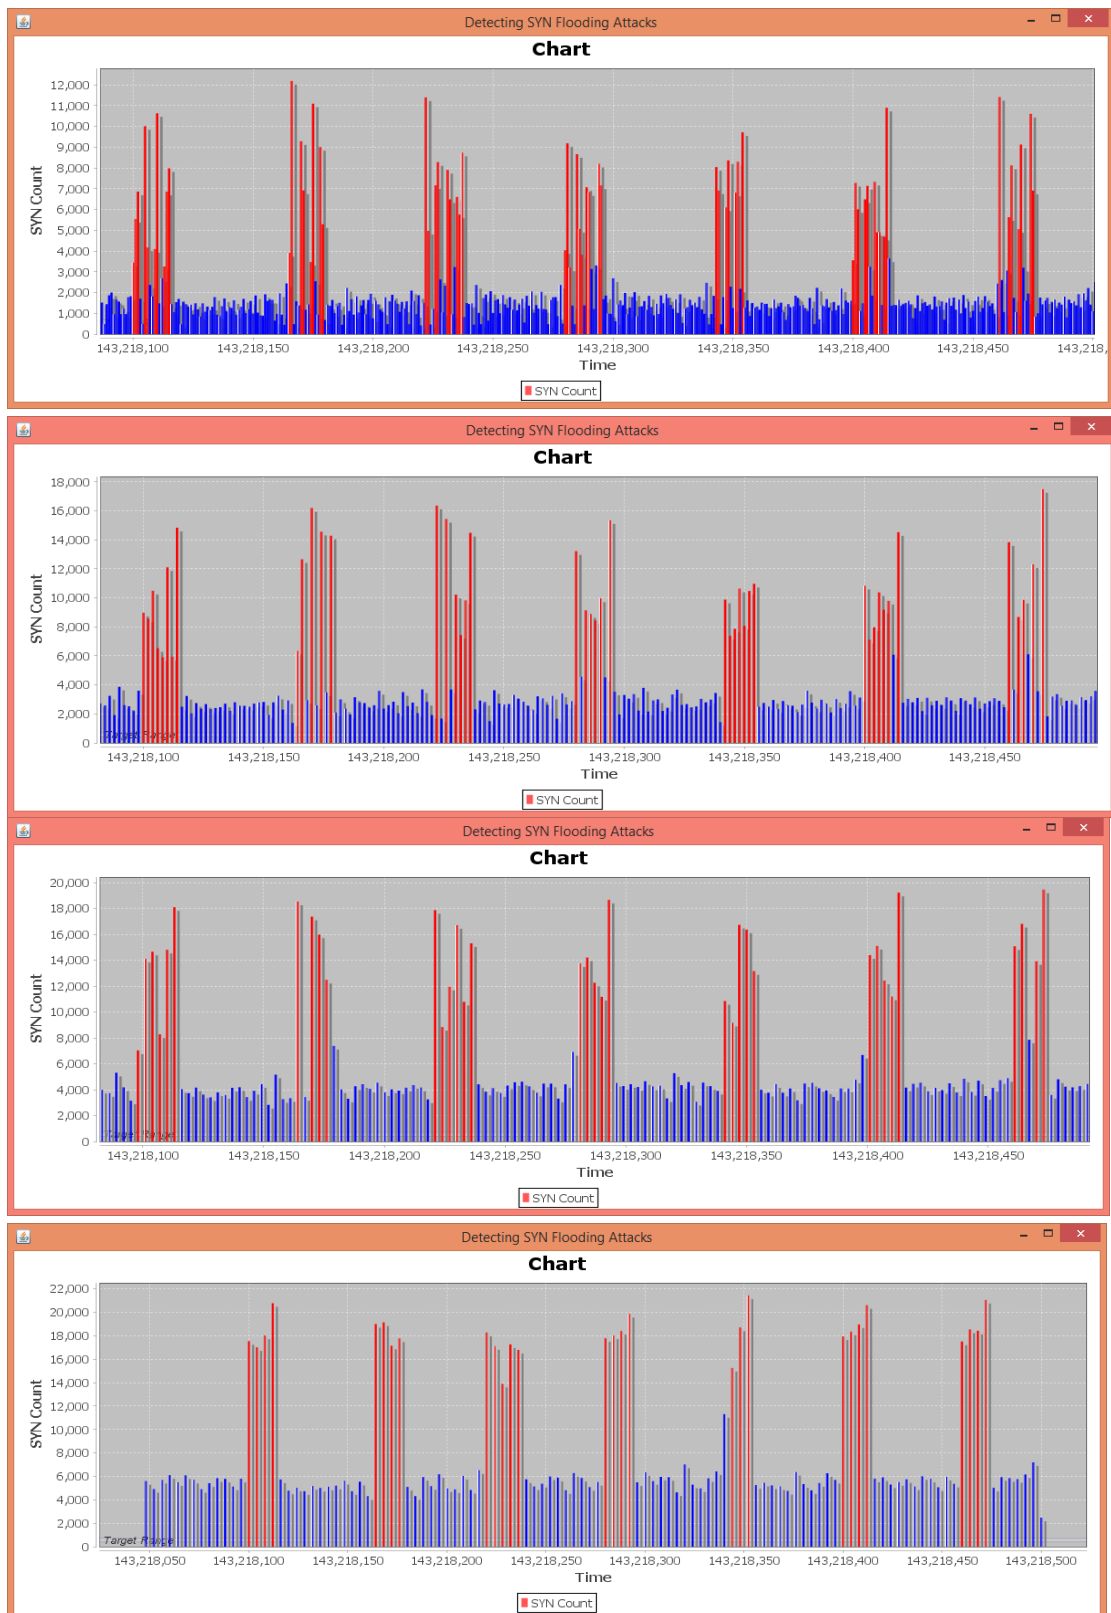 Detecting SYN Flooding Attacks
Chart
SYN Count
12,000
11,000
10,000
9,000
8,000
7,000
6,000
5,000
4,000
3,000
2,000
1,000
0
143,218,100 143,218,150 143,218,200 143,218,250 143,218,300 143,218,350 143,218,400 143,218,450 143,218,
Time
SYN Count
Detecting SYN Flooding Attacks
Chart
SYN Count
18,000
16,000
14,000
12,000
10,000
8,000
6,000
4,000
2,000
0
Target Range
143,218,100 143,218,150 143,218,200 143,218,250 143,218,300 143,218,350 143,218,400 143,218,450
Time
SYN Count
Detecting SYN Flooding Attacks
Chart
SYN Count
20,000
18,000
16,000
14,000
12,000
10,000
8,000
6,000
4,000
2,000
0
Target Range
143,218,100 143,218,150 143,218,200 143,218,250 143,218,300 143,218,350 143,218,400 143,218,450
Time
SYN Count
Detecting SYN Flooding Attacks
Chart
SYN Count
22,000
20,000
18,000
16,000
14,000
12,000
10,000
8,000
6,000
4,000
2,000
0
Target Range
143,218,050 143,218,100 143,218,150 143,218,200 143,218,250 143,218,300 143,218,350 143,218,400 143,218,450 143,218,500
Time
SYN Count